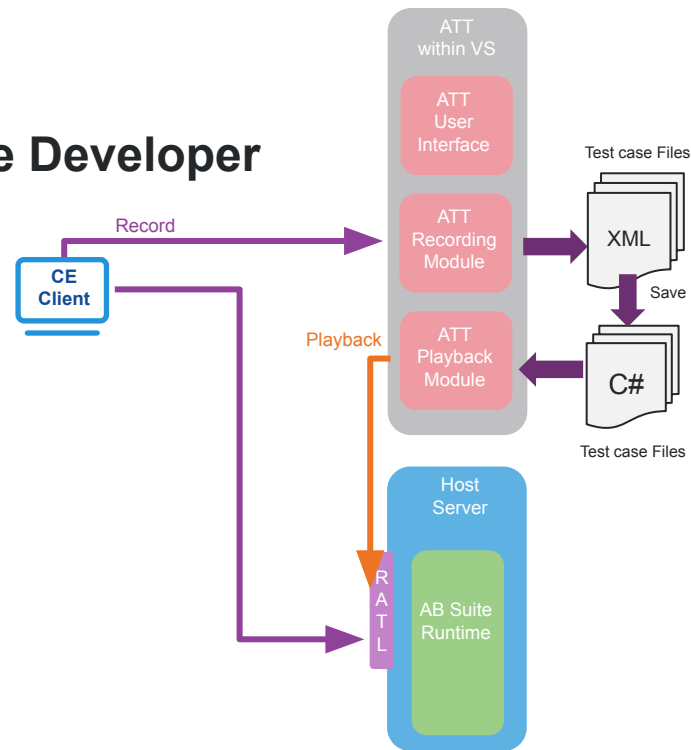 ATT
within VS
ATT
User
Interface
e Developer
Test case Files
Record
ATT
Recording
Module
XML
CE
Client
Save
Playback
ATT
Playback
Module
C#
Test case Files
Host
Server
R
A
T
L
AB Suite
Runtime